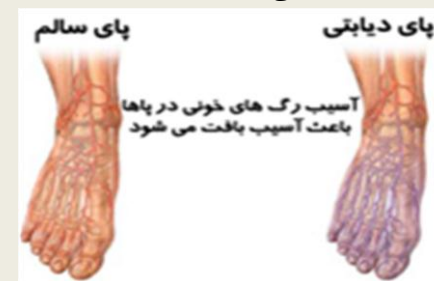 پای دیابتی
پای سالم
آسیب رگ های خونی در پاها
باعث آسیب بافت می شود